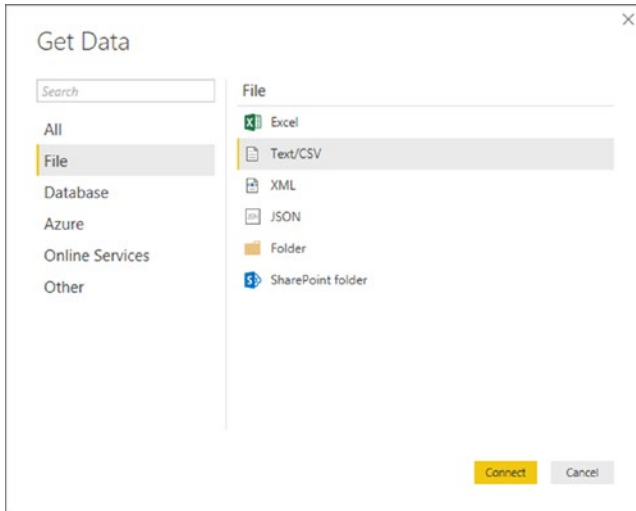 Get Data
Search
All
File
Database
Azure
Online Services
Other
File
Excel
Text/CSV
XML
JSON
Folder
SharePoint folder
Connect
Cancel